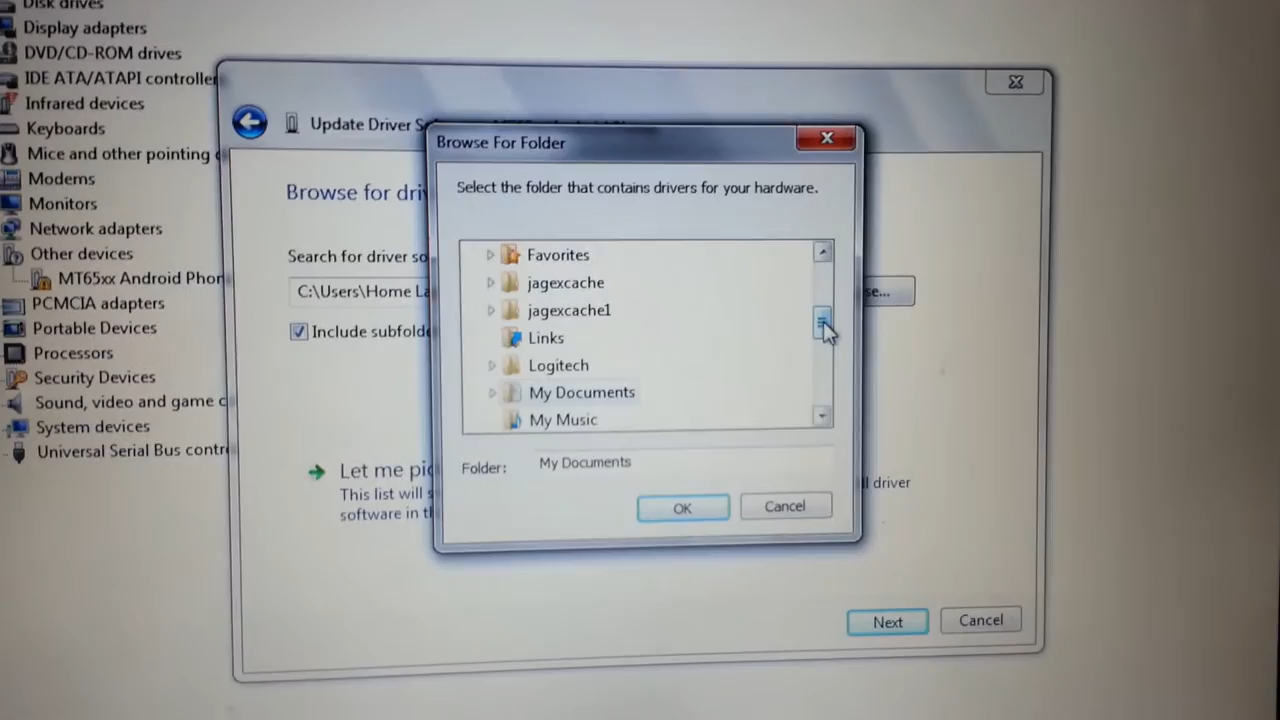 Disk drives
Display adapters
DVD/CD-ROM drives
IDE ATA/ATAPI controller
Infrared devices
Keyboards
Mice and other pointing
Modems
Monitors
Network adapters
Other devices
MT65xx Android Phon
PCMCIA adapters
Portable Devices
Processors
Security Devices
Sound, video and game c
System devices
Universal Serial Bus contr
Update Driver S
Browse for dri
Search for driver so
C:\Users\Home La
Include subfolde
Let me pic
This list will s
software in th
ll driver
Next
Cancel
Browse For Folder
Select the folder that contains drivers for your hardware.
Favorites
jagexcache
jagexcache1
Links
Logitech
My Documents
My Music
Folder: My Documents
OK
Cancel